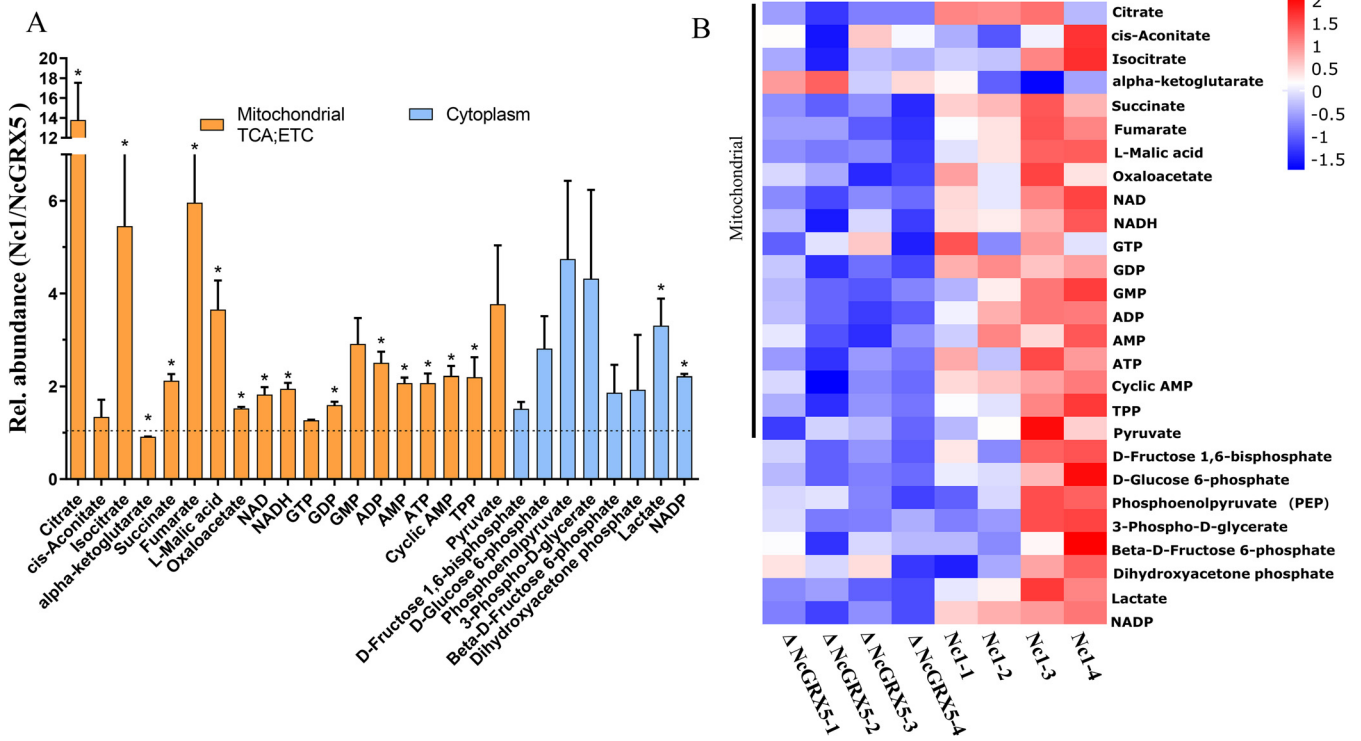 A
Rel. abundance (Nc1/NcGRX5)
20
18
16
14
12
6
4
2
0
* * * * * * * * * * * * * * * * * *
Mitochondrial
TCA;ETC
Cytoplasm
Citrate
cis-Aconitate
Isocitrate
alpha-ketoglutarate
Succinate
Fumarate
L-Malic acid
Oxaloacetate
NAD
NADH
GTP
GDP
GMP
ADP
AMP
ATP
Cyclic AMP
TPP
Pyruvate
D-Fructose 1,6-bisphosphate
D-Glucose 6-phosphate
Phosphoenolpyruvate
3-Phospho-D-glycerate
Beta-D-Fructose 6-phosphate
Dihydroxyacetone phosphate
Lactate
NADP
B
Mitochondrial
Citrate
cis-Aconitate
Isocitrate
alpha-ketoglutarate
Succinate
Fumarate
L-Malic acid
Oxaloacetate
NAD
NADH
GTP
GDP
GMP
ADP
AMP
ATP
Cyclic AMP
TPP
Pyruvate
D-Fructose 1,6-bisphosphate
D-Glucose 6-phosphate
Phosphoenolpyruvate (PEP)
3-Phospho-D-glycerate
Beta-D-Fructose 6-phosphate
Dihydroxyacetone phosphate
Lactate
NADP
Δ NcGRX5-1
Δ NcGRX5-2
Δ NcGRX5-3
Δ NcGRX5-4
Nc1-1
Nc1-2
Nc1-3
Nc1-4
2
1.5
1
0.5
0
-0.5
-1
-1.5